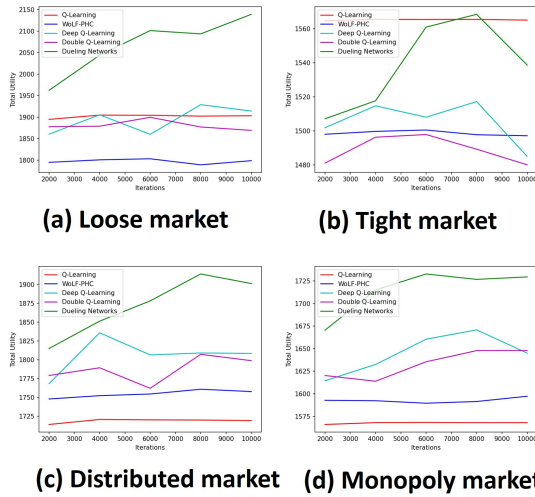 2150
2100
2050
2000
1950
1900
1850
1800
Total Utility
Q-Learning
WoLF-PHC
Deep Q-Learning
Double Q-Learning
Dueling Networks
2000 3000 4000 5000 6000 7000 8000 9000 10000
Iterations
(a) Loose market
1560
1540
1520
1500
1480
Total Utility
Q-Learning
WoLF-PHC
Deep Q-Learning
Double Q-Learning
Dueling Networks
2000 3000 4000 5000 6000 7000 8000 9000 10000
Iterations
(b) Tight market
1900
1875
1850
1825
1800
1775
1750
1725
Total Utility
Q-Learning
WoLF-PHC
Deep Q-Learning
Double Q-Learning
Dueling Networks
2000 3000 4000 5000 6000 7000 8000 9000 10000
Iterations
(c) Distributed market
1725
1700
1675
1650
1625
1600
1575
Total Utility
Q-Learning
WoLF-PHC
Deep Q-Learning
Double Q-Learning
Dueling Networks
2000 3000 4000 5000 6000 7000 8000 9000 10000
Iterations
(d) Monopoly market